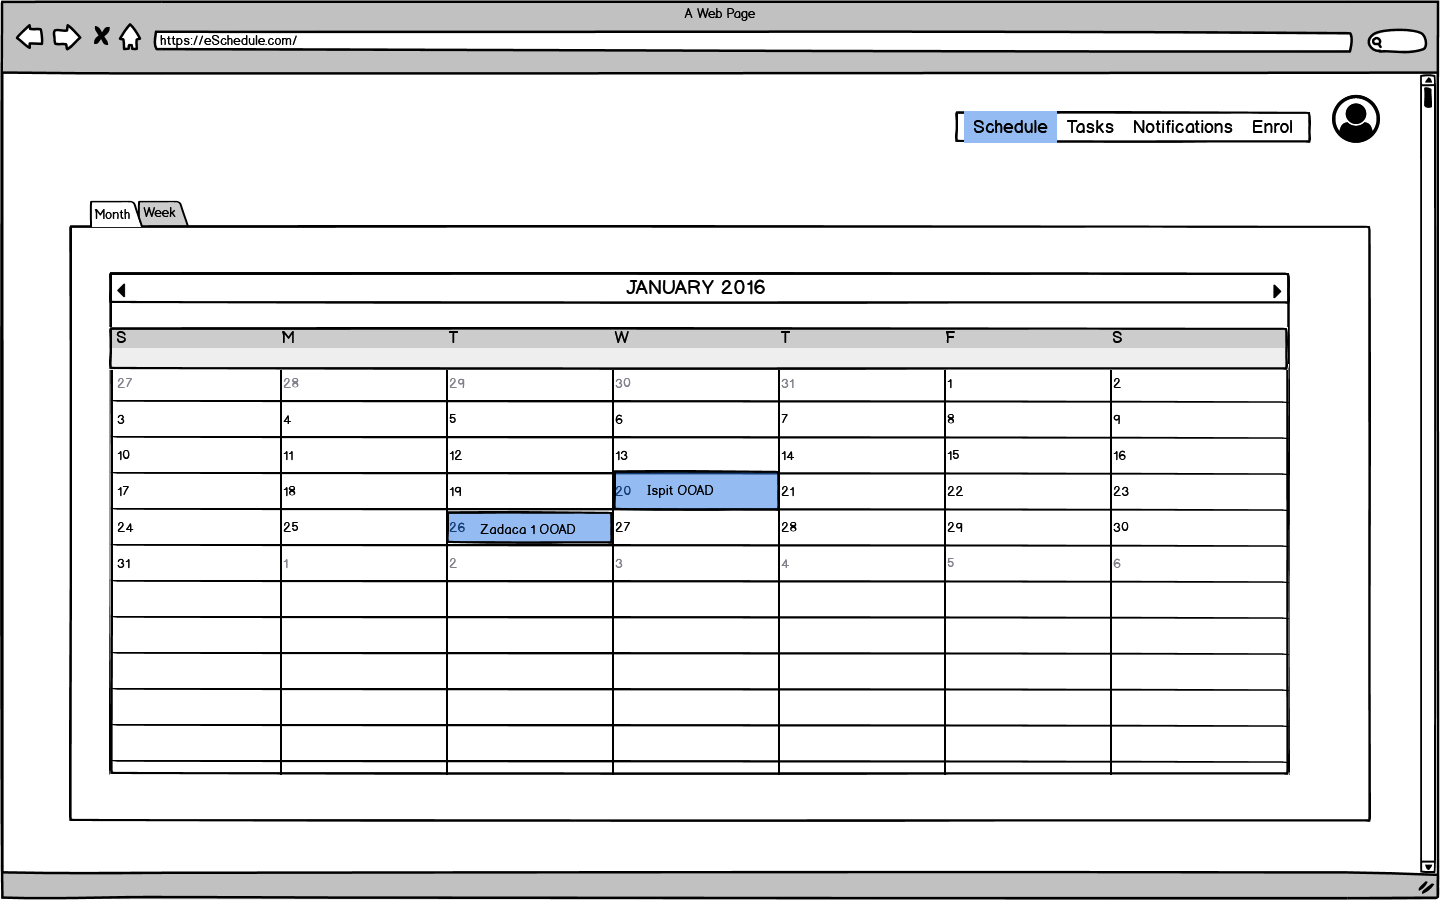 A Web Page
https://eSchedule.com/
Schedule Tasks Notifications Enrol
Month Week
JANUARY 2016
S M T W T F S
27 28 29 30 31 1 2
3 4 5 6 7 8 9
10 11 12 13 14 15 16
17 18 19 20 Ispit OOAD 21 22 23
24 25 26 Zadaca 1 OOAD 27 28 29 30
31 1 2 3 4 5 6